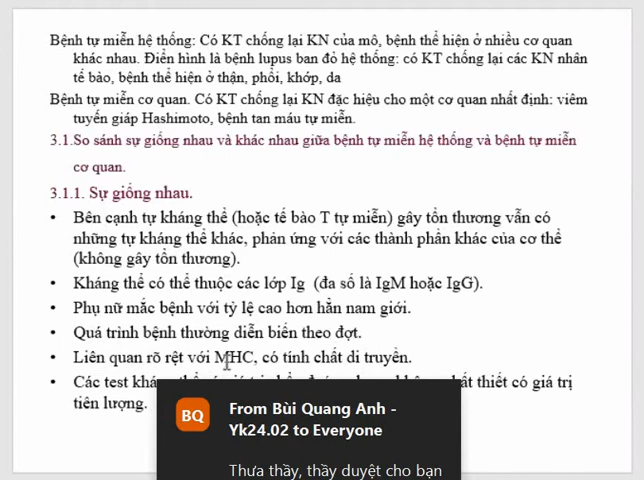 Bệnh tự miễn hệ thống: Có KT chống lại KN của mô, bệnh thể hiện ở nhiều cơ quan
khác nhau. Điển hình là bệnh lupus ban đỏ hệ thống: có KT chống lại các KN nhân
tế bào, bệnh thể hiện ở thận, phổi, khớp, da
Bệnh tự miễn cơ quan. Có KT chống lại KN đặc hiệu cho một cơ quan nhất định: viêm
tuyến giáp Hashimoto, bệnh tan máu tự miễn.
3.1.So sánh sự giống nhau và khác nhau giữa bệnh tự miễn hệ thống và bệnh tự miễn
cơ quan.
3.1.1. Sự giống nhau.
• Bên cạnh tự kháng thể (hoặc tế bào T tự miễn) gây tổn thương vẫn có
những tự kháng thể khác, phản ứng với các thành phần khác của cơ thể
(không gây tổn thương).
• Kháng thể có thể thuộc các lớp Ig (đa số là IgM hoặc IgG).
• Phụ nữ mắc bệnh với tỷ lệ cao hơn hẳn nam giới.
• Quá trình bệnh thường diễn biến theo đợt.
• Liên quan rõ rệt với MHC, có tính chất di truyền.
• Các test thiết có giá trị
tiên lượng.
BQ
From Bùi Quang Anh -
Yk24.02 to Everyone
Thưa thầy, thầy duyệt cho bạn